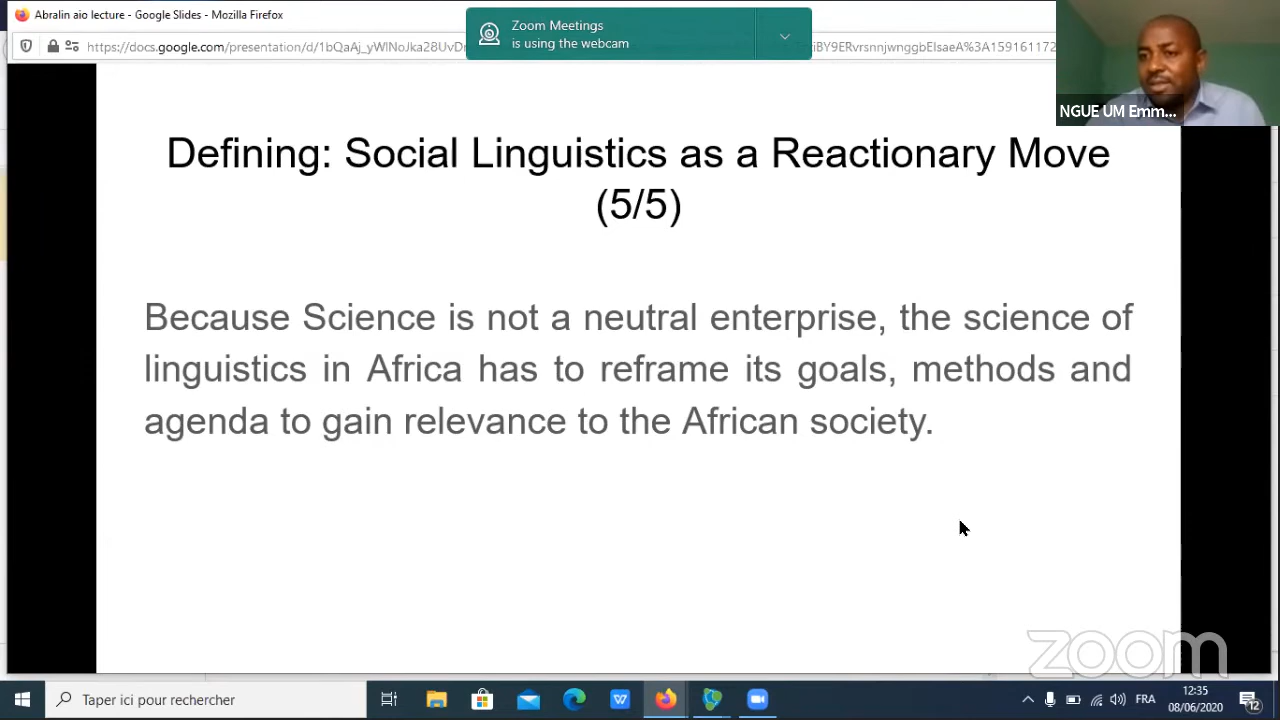 Abralin aio lecture - Google Slides - Mozilla Firefox
Zoom Meetings
is using the webcam
NGUE UM Emm...
Defining: Social Linguistics as a Reactionary Move
(5/5)
Because Science is not a neutral enterprise, the science of
linguistics in Africa has to reframe its goals, methods and
agenda to gain relevance to the African society.
zoom
Taper ici pour rechercher
FRA
12:35
08/06/2020
12